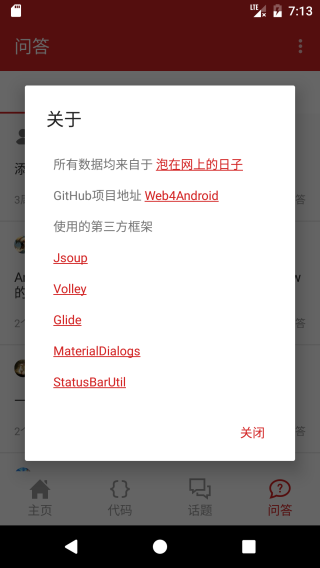 LTE 7:13
问答
关于
所有数据均来自于 泡在网上的日子
GitHub项目地址 Web4Android
使用的第三方框架
Jsoup
Volley
Glide
MaterialDialogs
StatusBarUtil
关闭
主页 代码 话题 问答